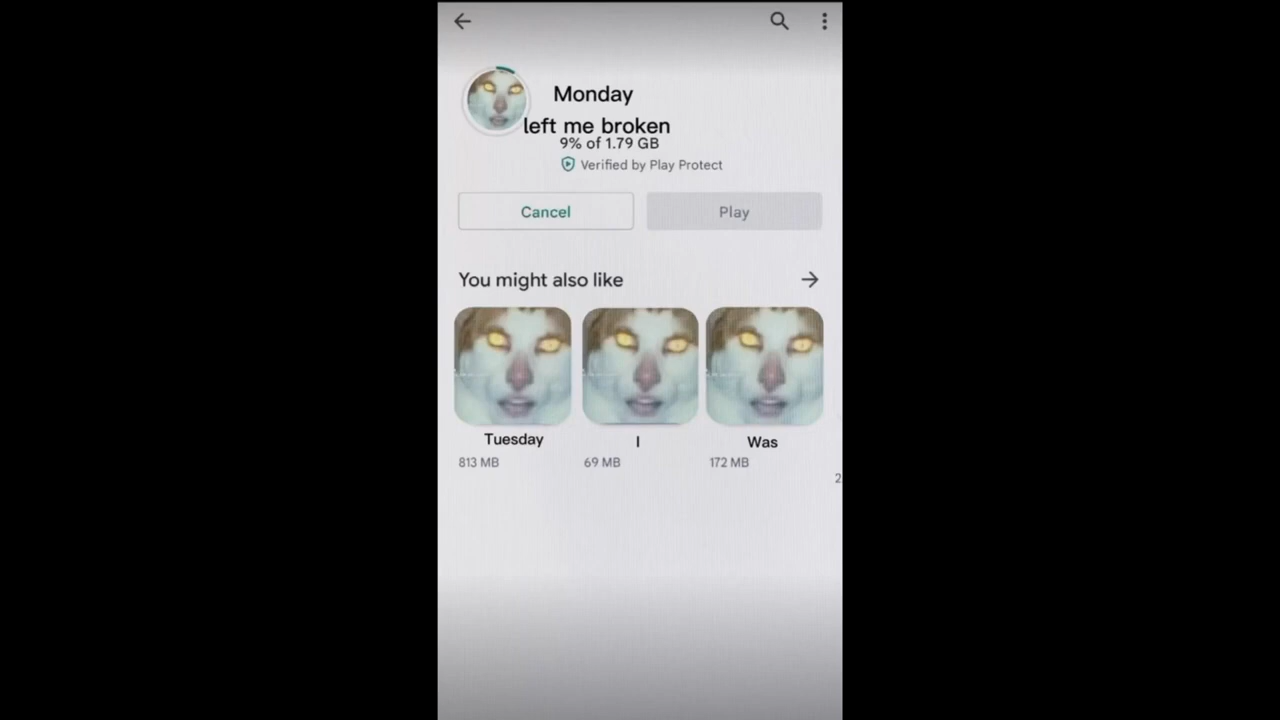 Monday
left me broken
9% of 1.79 GB
Verified by Play Protect
Cancel
Play
You might also like
Tuesday
I
Was
813 MB
69 MB
172 MB
2